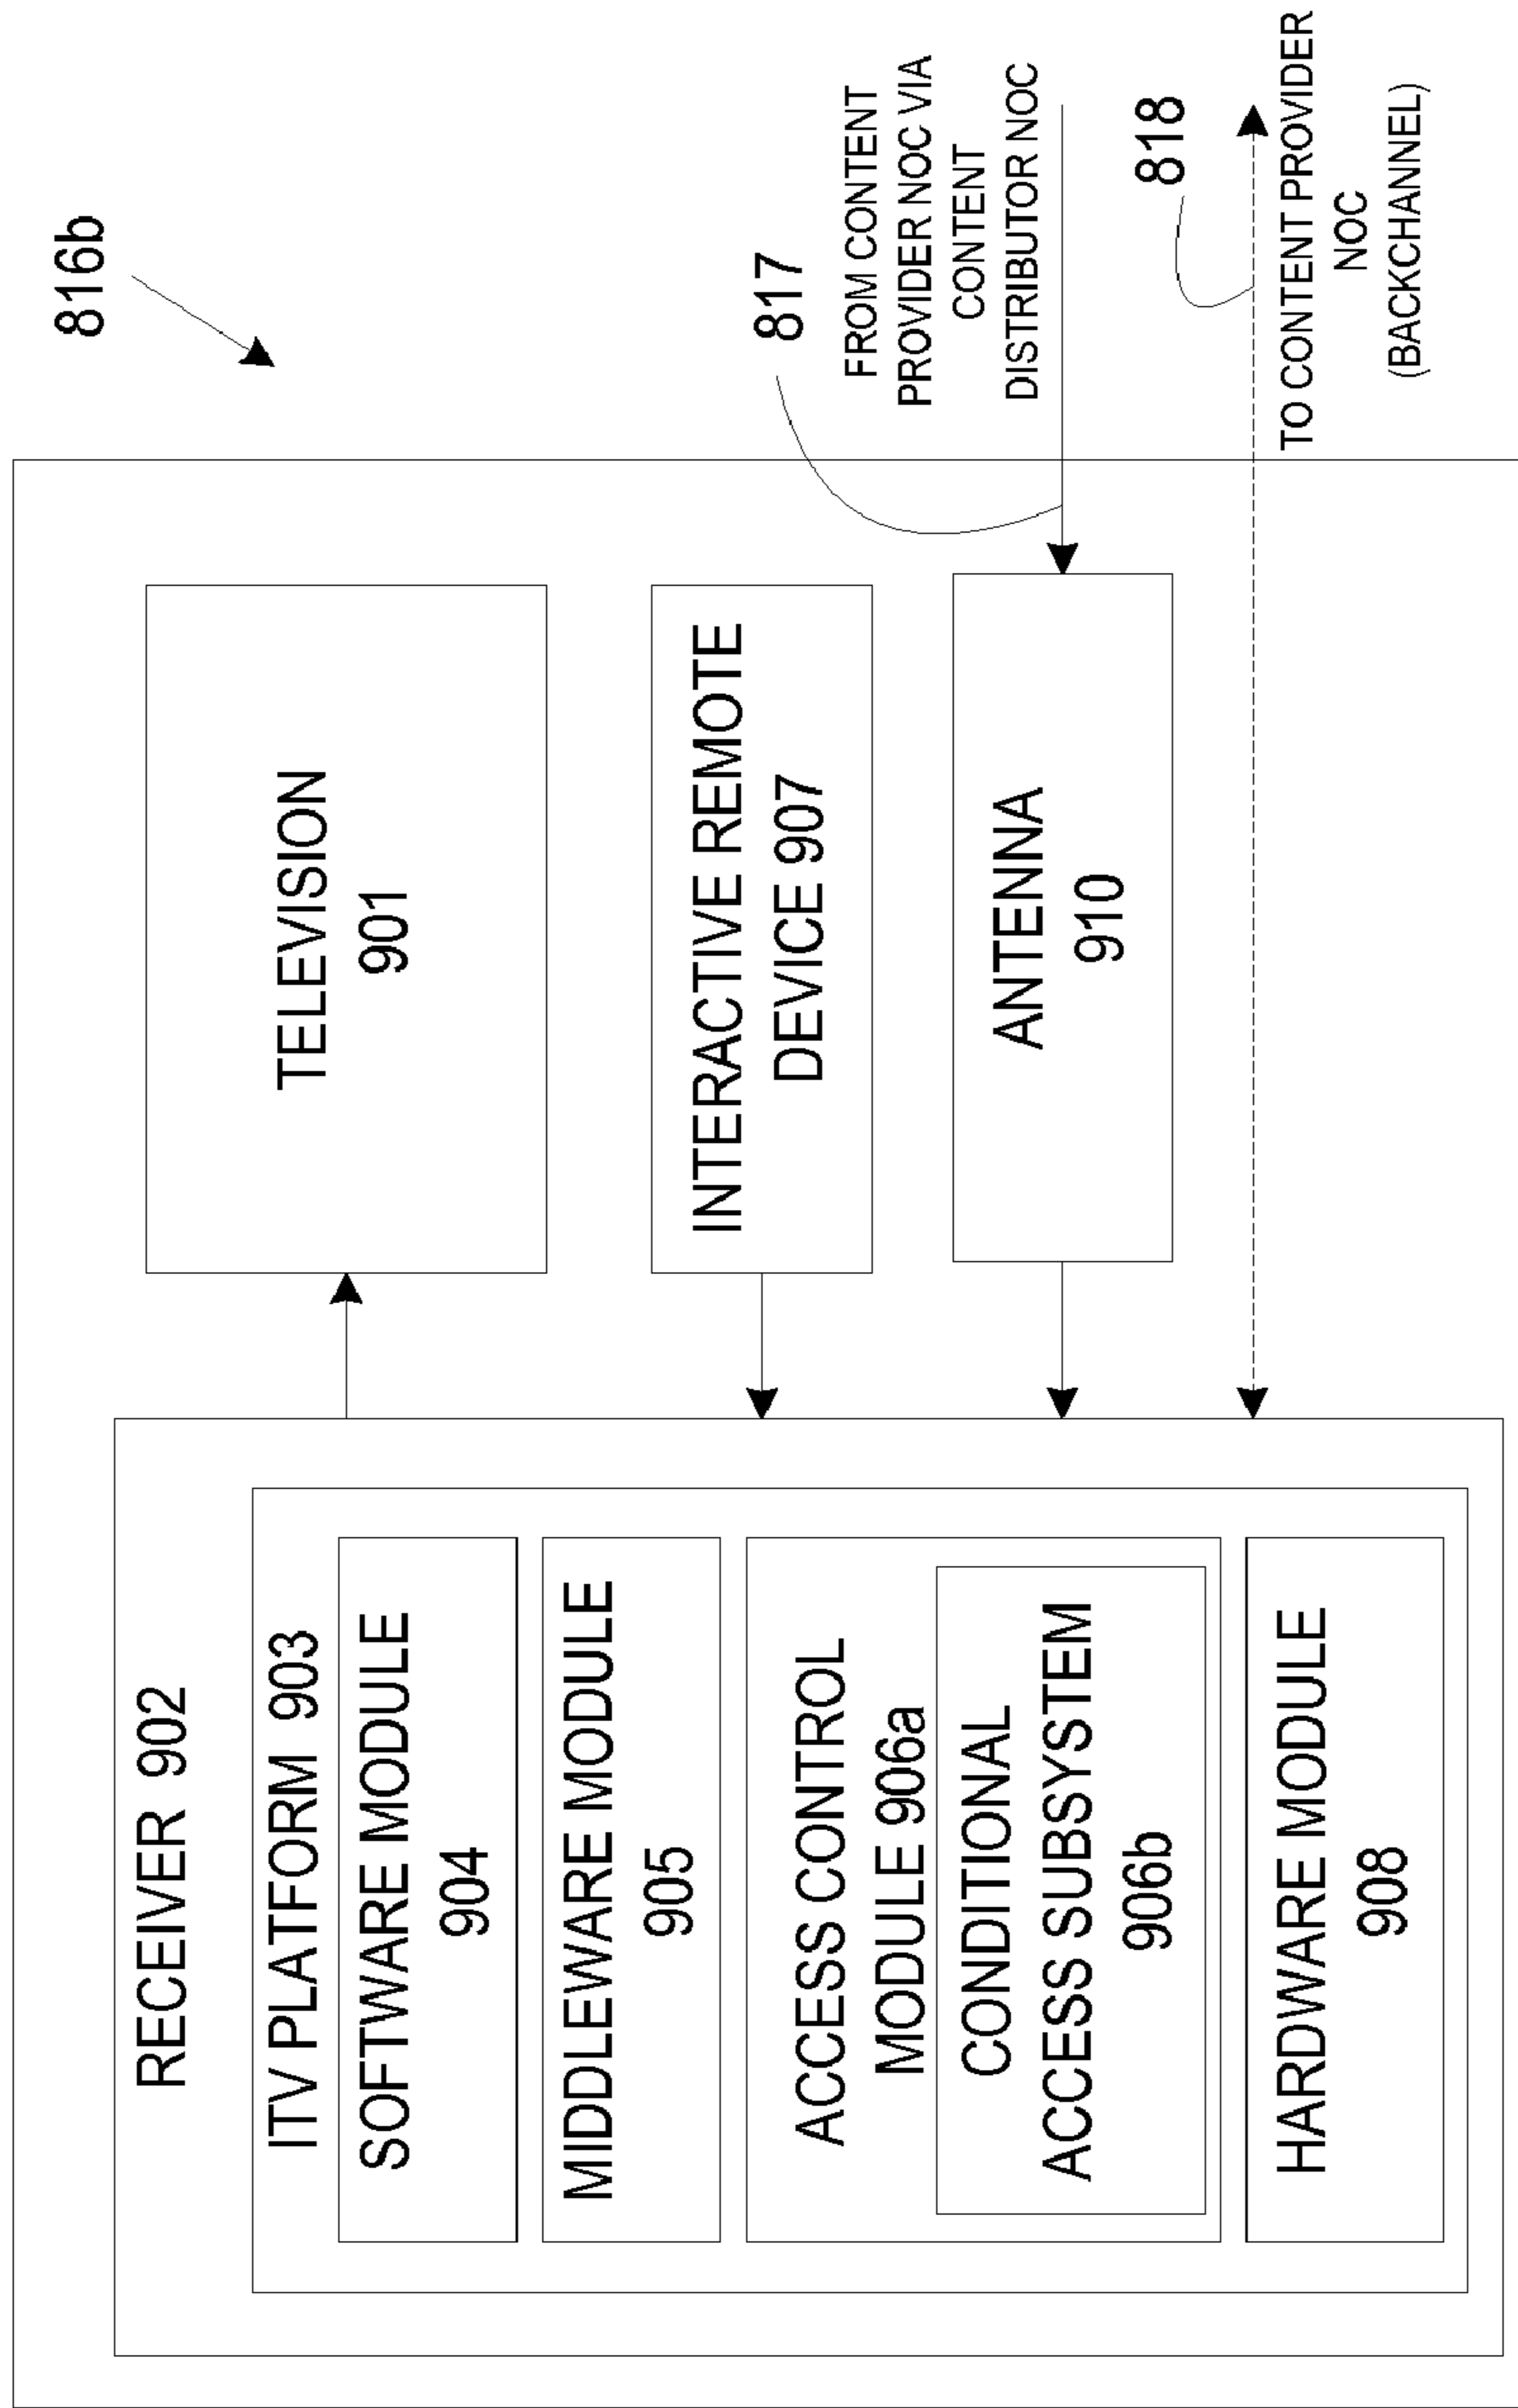 816b
RECEIVER 902
ITV PLATFORM 903
SOFTWARE MODULE
904
MIDDLEWARE MODULE
905
ACCESS CONTROL
MODULE 906a
CONDITIONAL
ACCESS SUBSYSTEM
906b
HARDWARE MODULE
908
TELEVISION
901
INTERACTIVE REMOTE
DEVICE 907
ANTENNA
910
817
FROM CONTENT
PROVIDER NOC VIA
CONTENT
DISTRIBUTOR NOC
818
TO CONTENT PROVIDER
NOC
(BACKCHANNEL)